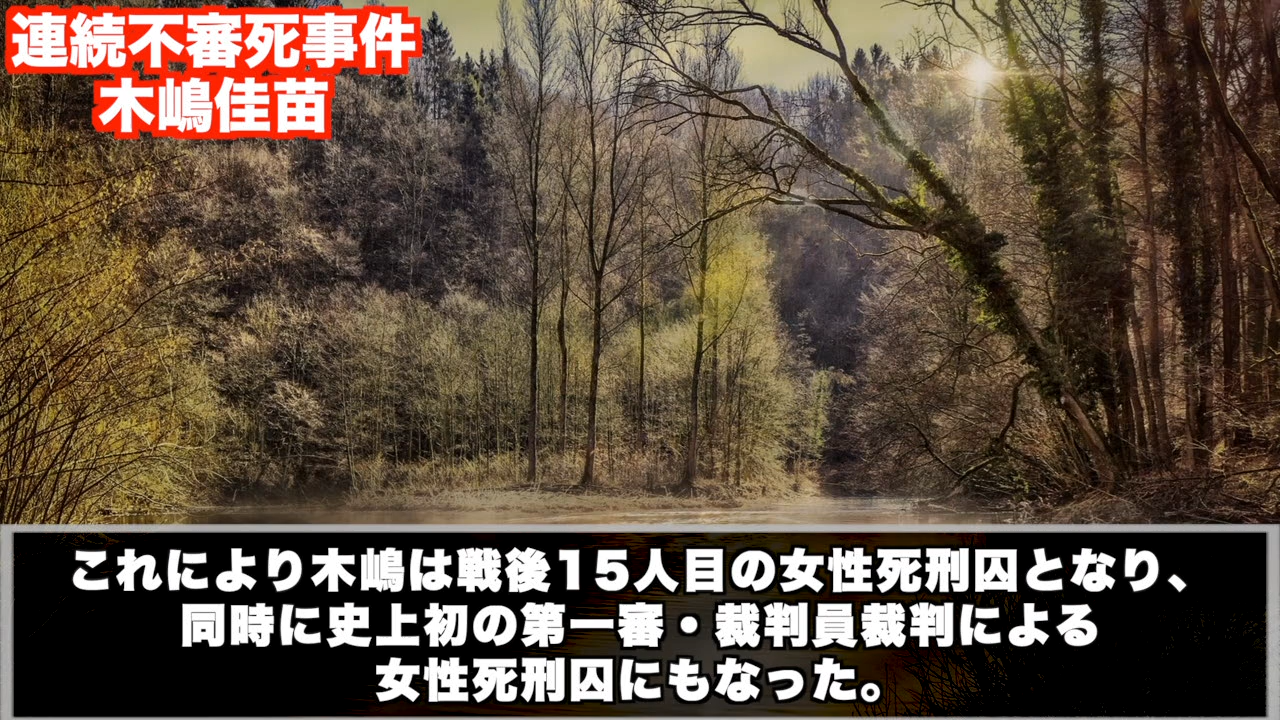 連続不審死事件
木嶋佳苗
これにより木嶋は戦後15人目の女性死刑囚となり、
同時に史上初の第一審・裁判員裁判による
女性死刑囚にもなった。